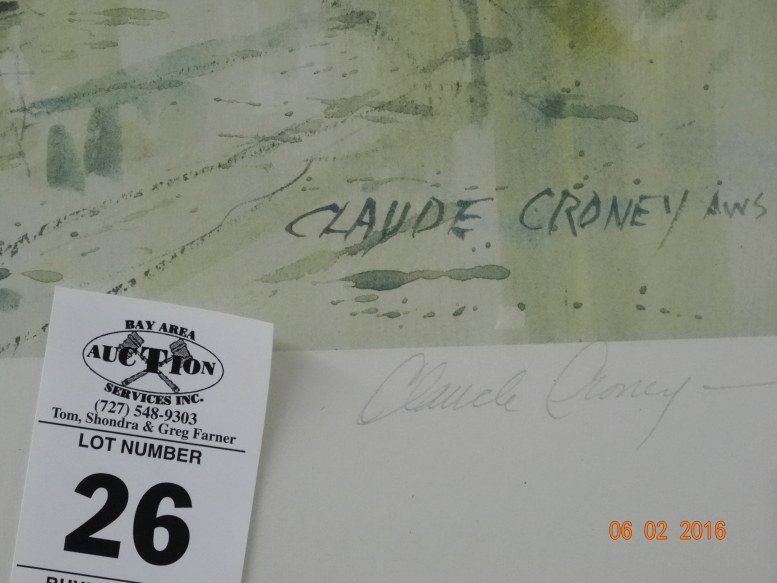 CLAUDE CRONEY AWS
Claude Croney
BAY AREA
AUCTION
SERVICES INC.
(727) 548-9303
Tom, Shondra & Greg Farner
LOT NUMBER
26
06 02 2016